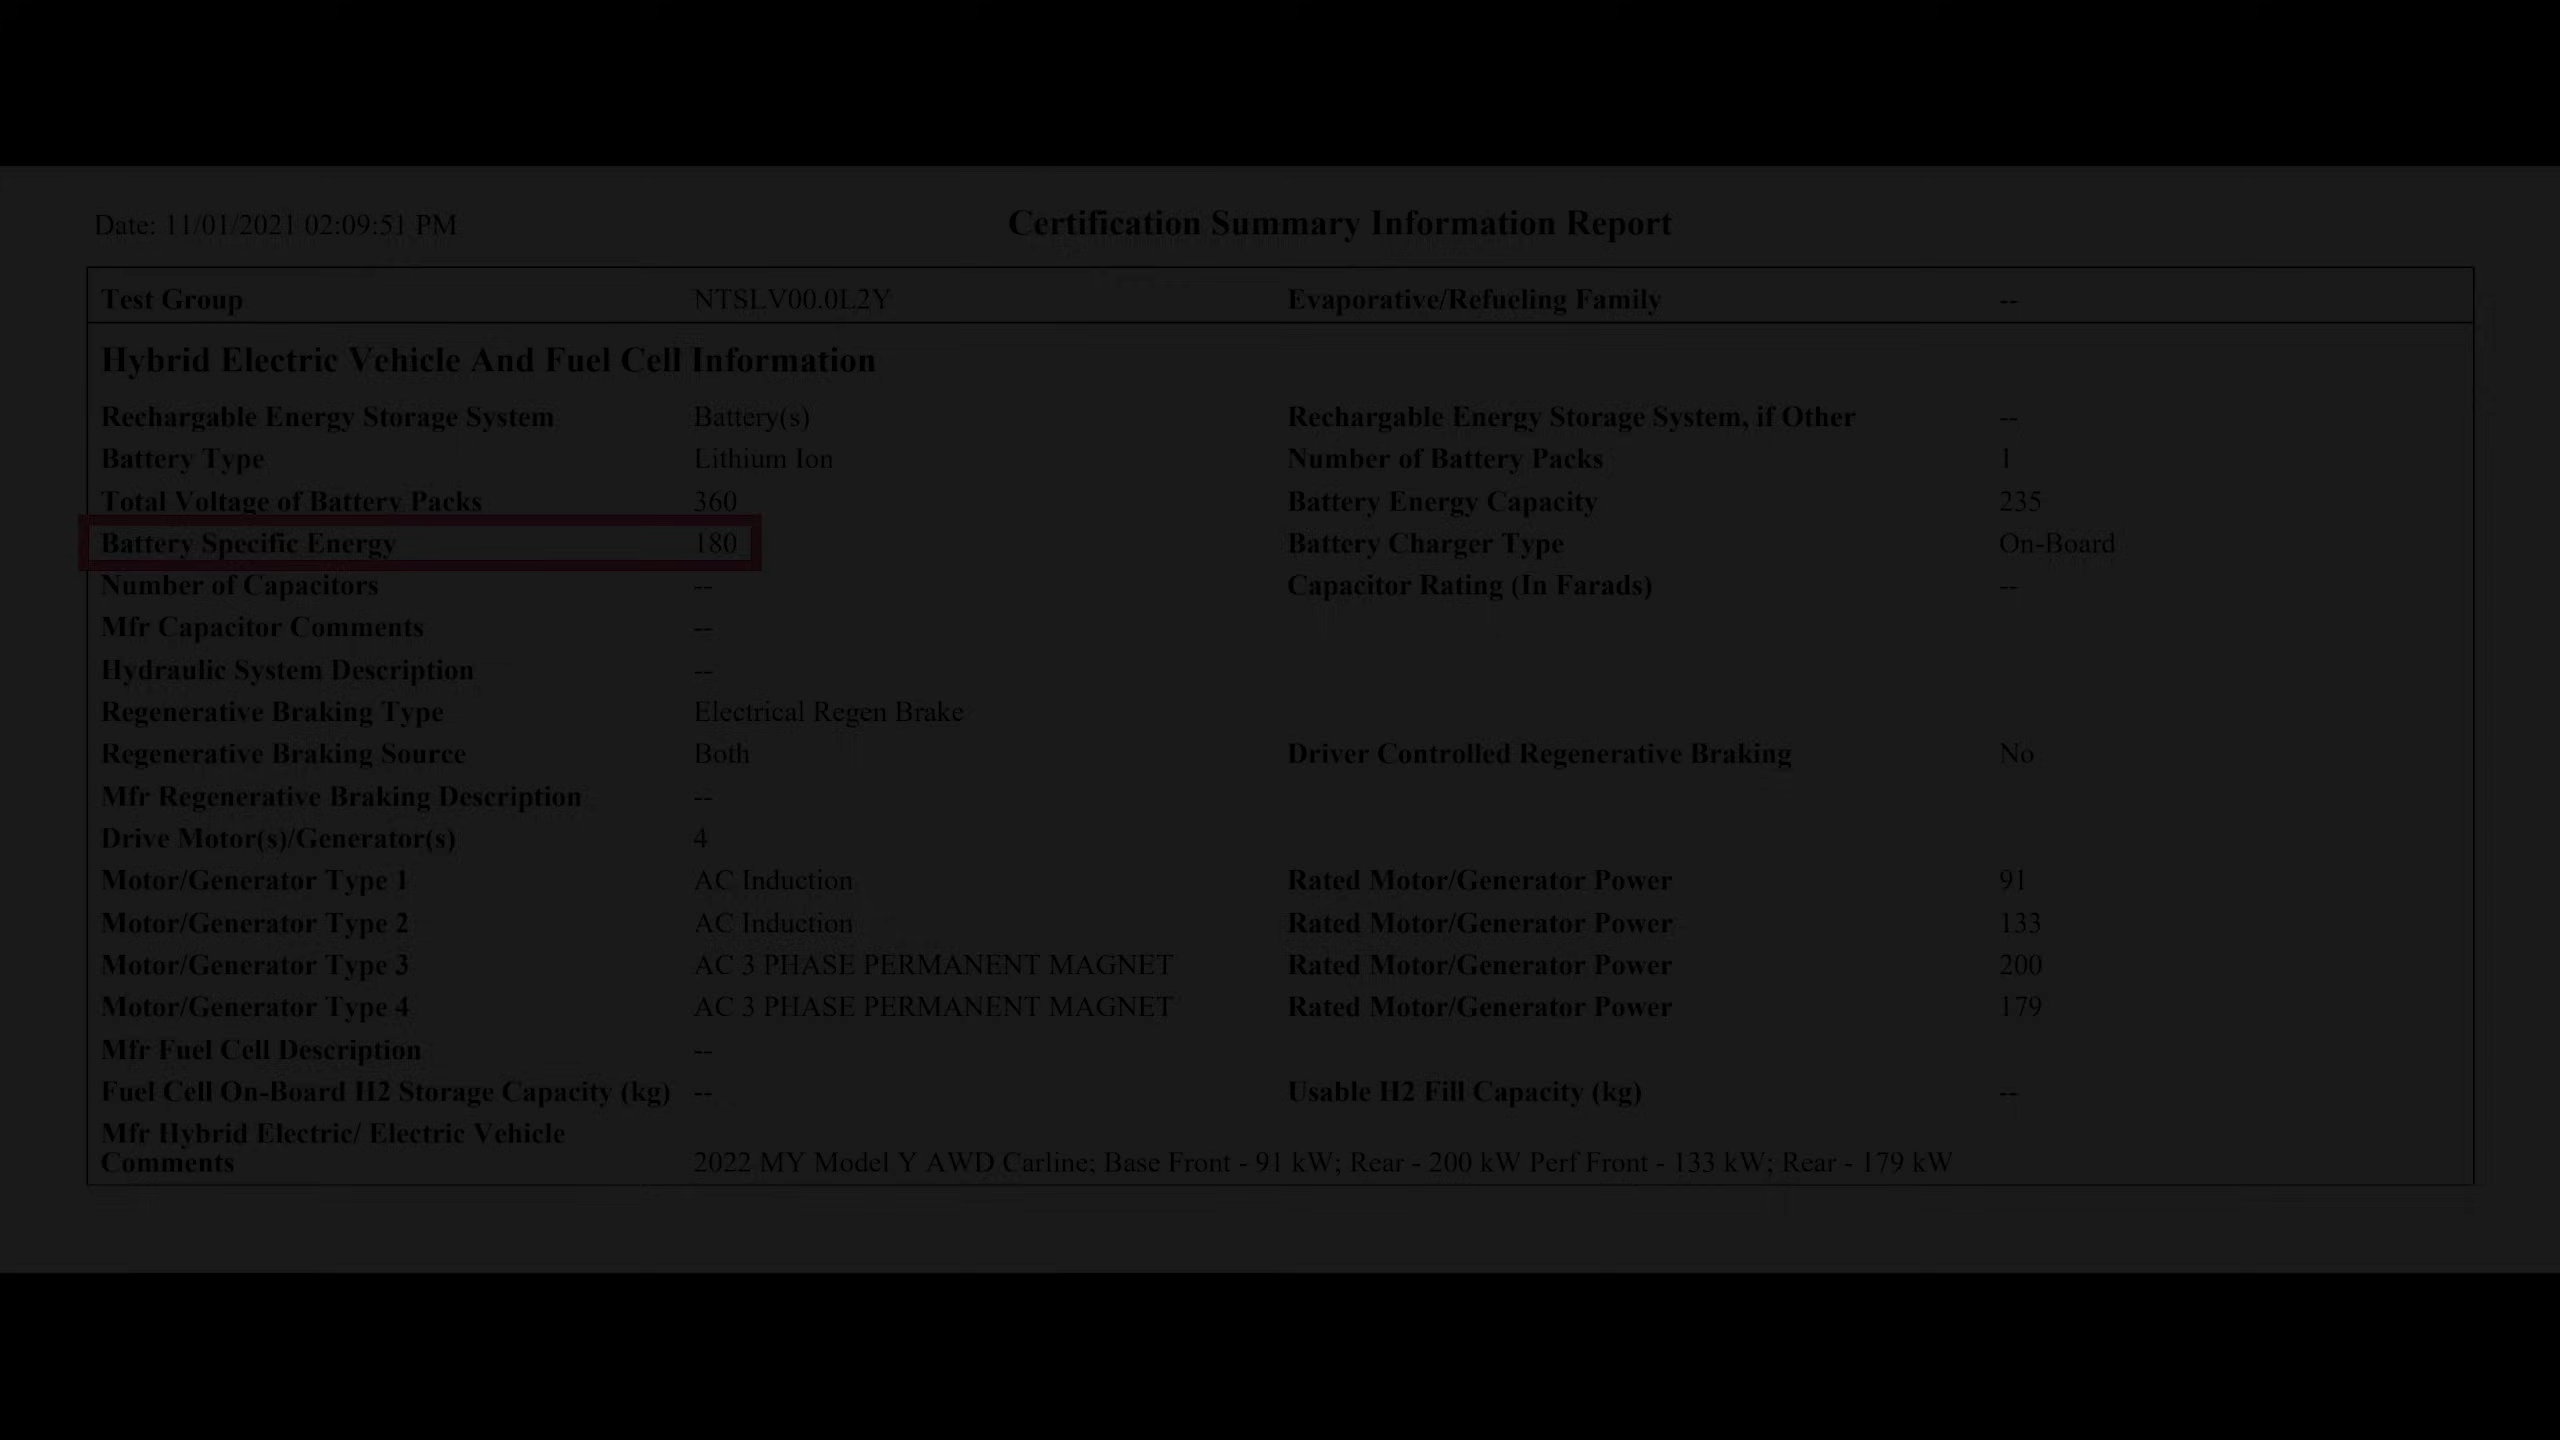 Date: 11/01/2021 02:09:51 PM Certification Summary Information Report
Test Group NTSLV00.0L2Y Evaporative/Refueling Family --
Hybrid Electric Vehicle And Fuel Cell Information
Rechargable Energy Storage System Battery(s) Rechargable Energy Storage System, if Other --
Battery Type Lithium Ion Number of Battery Packs 1
Total Voltage of Battery Packs 360 Battery Energy Capacity 235
Battery Specific Energy 180 Battery Charger Type On-Board
Number of Capacitors -- Capacitor Rating (In Farads) --
Mfr Capacitor Comments --
Hydraulic System Description --
Regenerative Braking Type Electrical Regen Brake
Regenerative Braking Source Both Driver Controlled Regenerative Braking No
Mfr Regenerative Braking Description --
Drive Motor(s)/Generator(s) 4
Motor/Generator Type 1 AC Induction Rated Motor/Generator Power 91
Motor/Generator Type 2 AC Induction Rated Motor/Generator Power 133
Motor/Generator Type 3 AC 3 PHASE PERMANENT MAGNET Rated Motor/Generator Power 200
Motor/Generator Type 4 AC 3 PHASE PERMANENT MAGNET Rated Motor/Generator Power 179
Mfr Fuel Cell Description --
Fuel Cell On-Board H2 Storage Capacity (kg) -- Usable H2 Fill Capacity (kg) --
Mfr Hybrid Electric/ Electric Vehicle
Comments 2022 MY Model Y AWD Carline; Base Front - 91 kW; Rear - 200 kW Perf Front - 133 kW; Rear - 179 kW